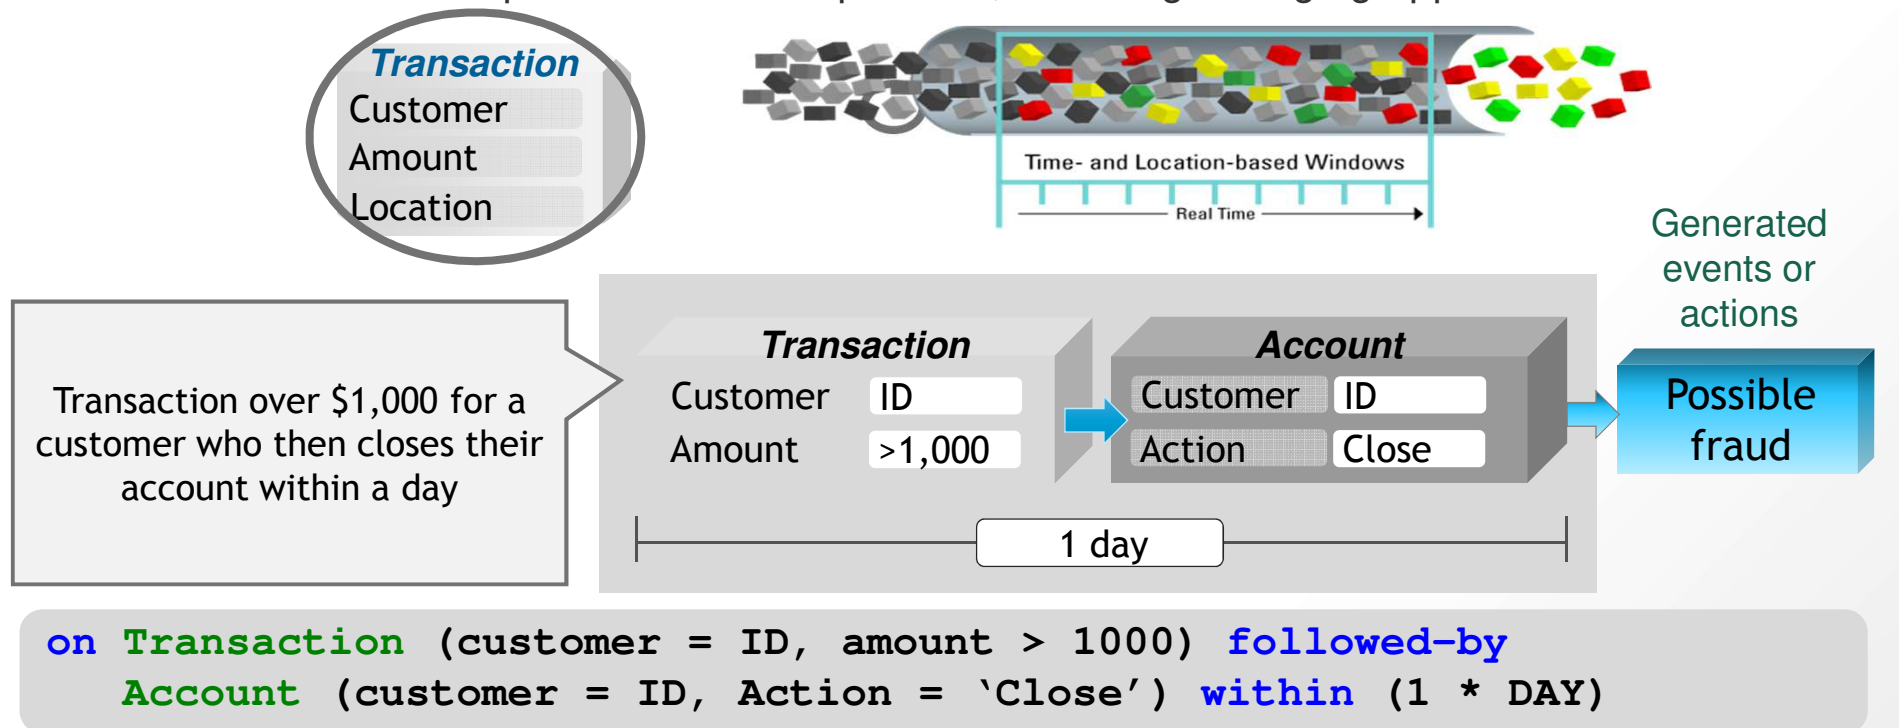 Transaction
Customer
Amount
Location
Time- and Location-based Windows
Real Time
Generated
events or
actions
Transaction over $1,000 for a
customer who then closes their
account within a day
Transaction
Customer ID
Amount >1,000
Account
Customer ID
Action Close
Possible
fraud
1 day
on Transaction (customer = ID, amount > 1000) followed-by
Account (customer = ID, Action = ‘Close’) within (1 * DAY)